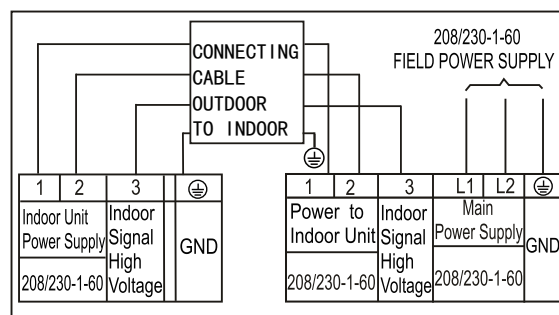 208/230-1-60
FIELD POWER SUPPLY
CONNECTING
CABLE
OUTDOOR
TO INDOOR
1 2 3
Indoor Unit
Power Supply
208/230-1-60
Indoor
Signal
High
Voltage
GND
1 2 3 L1 L2
Power to
Indoor Unit
208/230-1-60
Indoor
Signal
High
Voltage
Main
Power Supply
208/230-1-60
GND